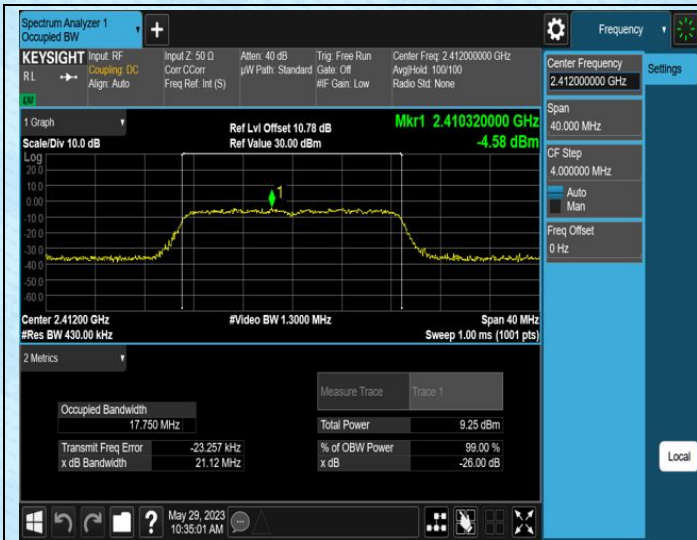 Spectrum Analyzer 1
Occupied BW
+
Frequency
KEYSIGHT
RL
Input: RF
Coupling: DC
Align: Auto
Input Z: 50 Ω
Corr CCorr
Freq Ref: Int (S)
Atten: 40 dB
µW Path: Standard
Trig: Free Run
Gate: Off
#IF Gain: Low
Center Freq: 2.412000000 GHz
Avg|Hold: 100/100
Radio Std: None
Center Frequency
2.412000000 GHz
Settings
Span
40.000 MHz
CF Step
4.000000 MHz
Auto
Man
Freq Offset
0 Hz
Local
1 Graph
Scale/Div 10.0 dB
Ref Lvl Offset 10.78 dB
Ref Value 30.00 dBm
Mkr1 2.410320000 GHz
-4.58 dBm
Log
20.0
10.0
0.00
-10.0
-20.0
-30.0
-40.0
-50.0
-60.0
1
Center 2.41200 GHz
#Res BW 430.00 kHz
#Video BW 1.3000 MHz
Span 40 MHz
Sweep 1.00 ms (1001 pts)
2 Metrics
Measure Trace
Trace 1
Occupied Bandwidth
17.750 MHz
Total Power 9.25 dBm
Transmit Freq Error -23.257 kHz
% of OBW Power 99.00 %
x dB Bandwidth 21.12 MHz
x dB -26.00 dB
?
May 29, 2023
10:35:01 AM